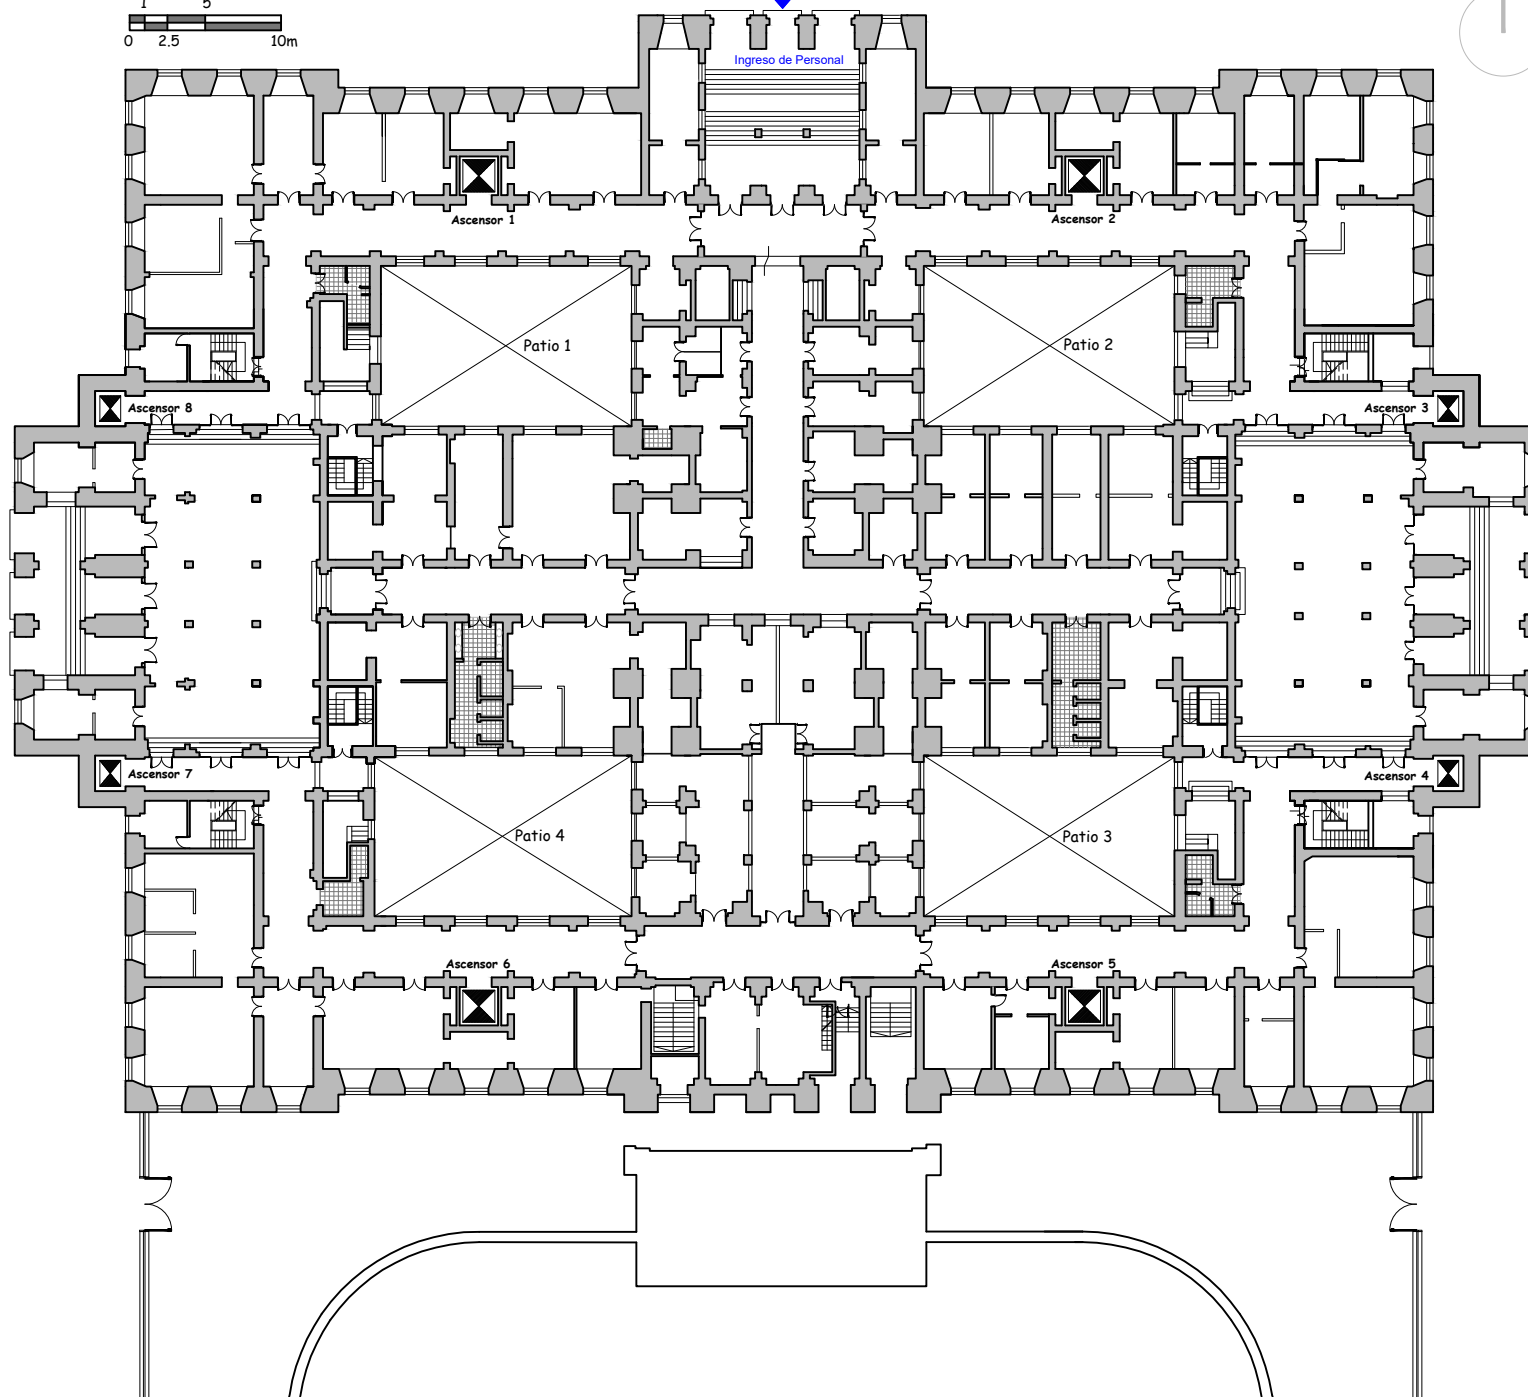 1 5
0 2.5 10m
Ingreso de Personal
Ascensor 1
Ascensor 2
Patio 1
Patio 2
Ascensor 8
Ascensor 3
Ascensor 7
Ascensor 4
Patio 4
Patio 3
Ascensor 6
Ascensor 5